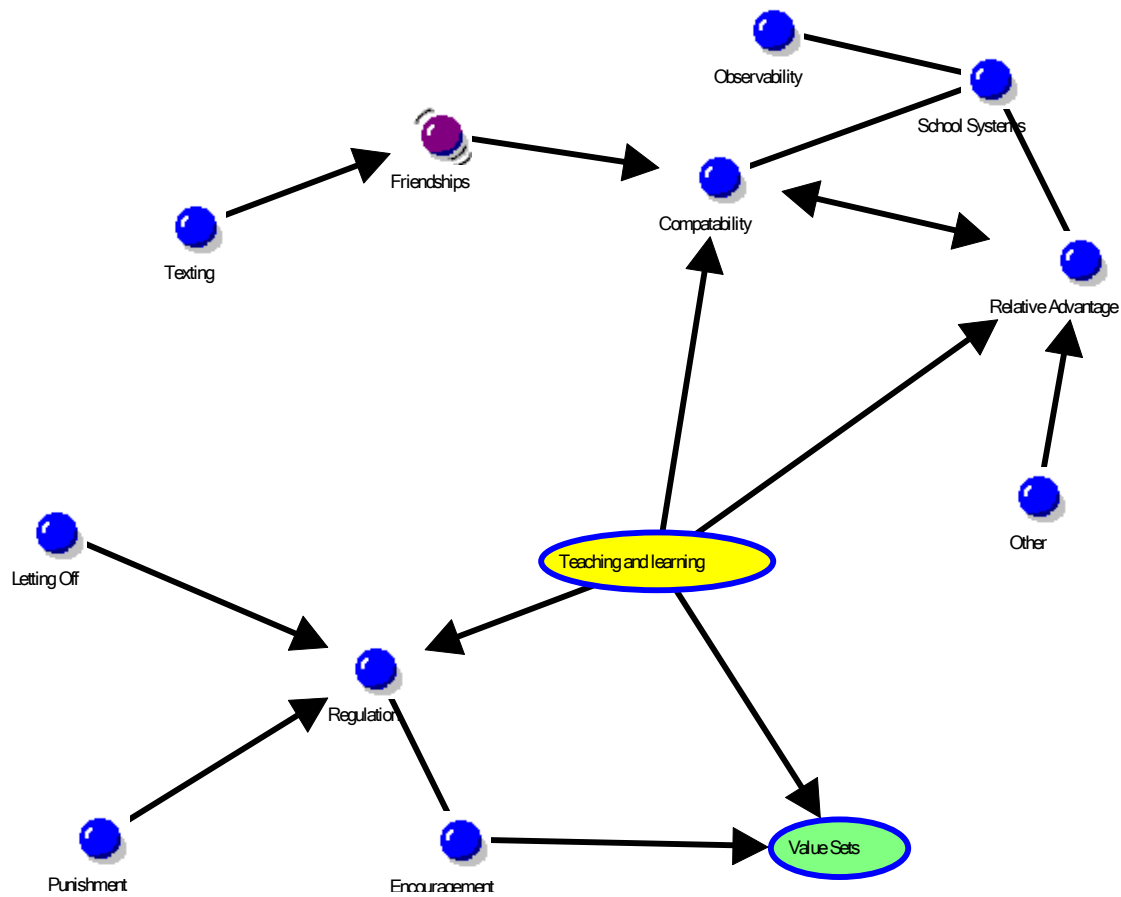 Observability
School Systems
Friendships
Compatability
Texting
Relative Advantage
Other
Teaching and learning
Letting Off
Regulation
Value Sets
Punishment
Encouragement